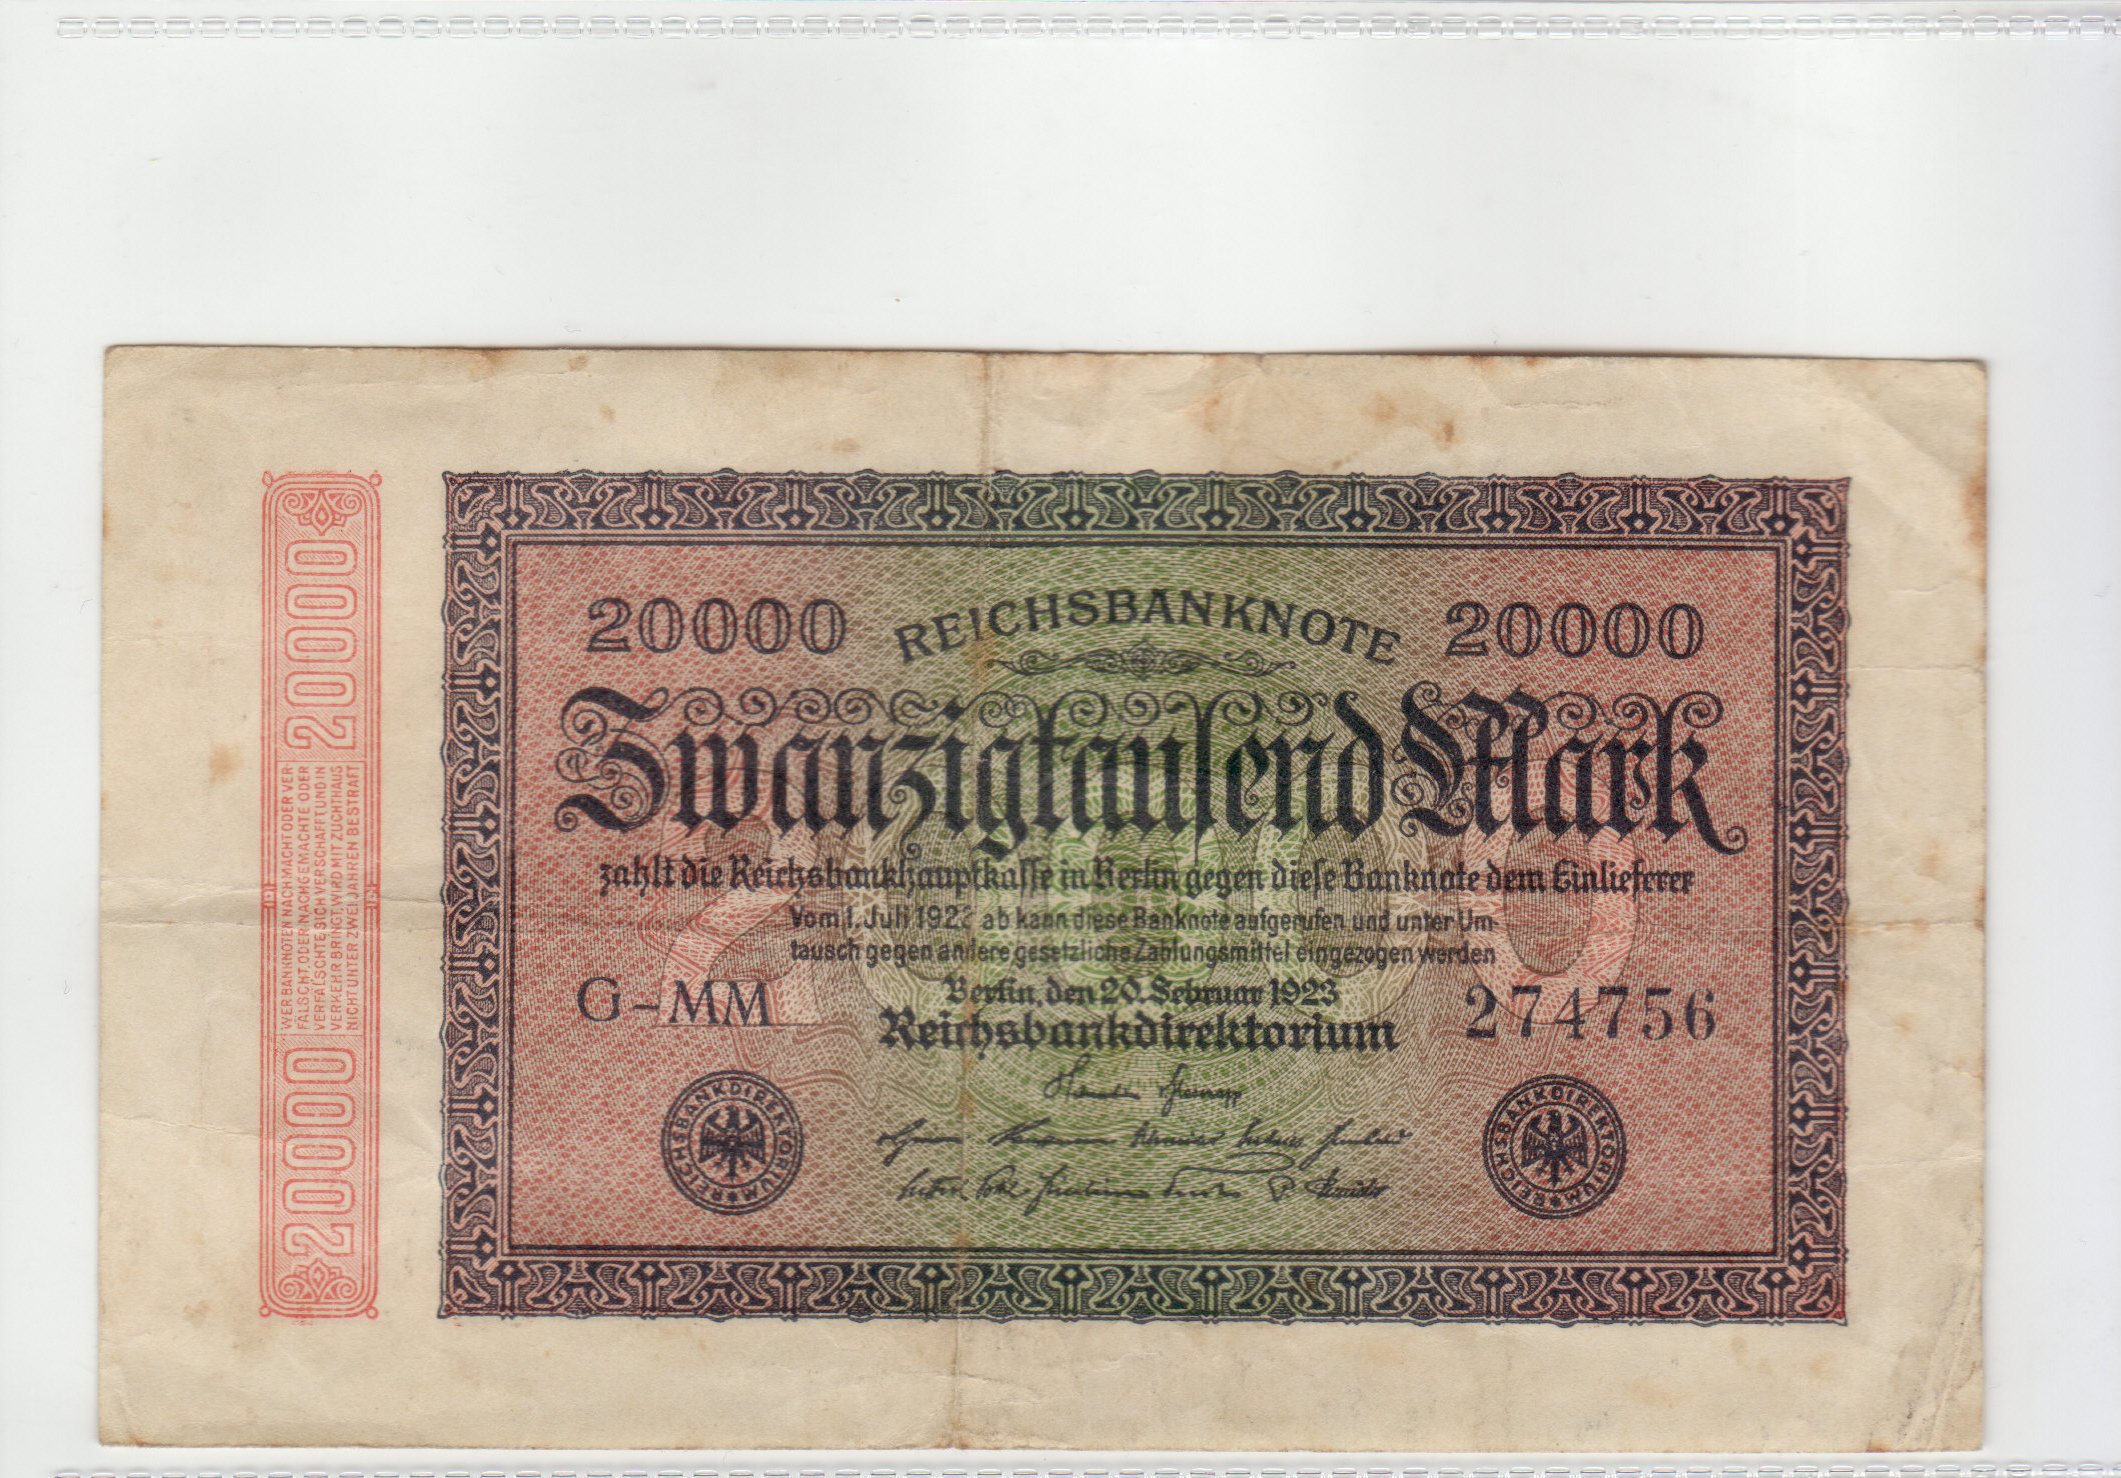 20000 REICHSBANKNOTE 20000
Zwanzigtausend Mark
zahlt die Reichsbankhauptkasse in Berlin gegen diese Banknote dem Einlieferer
Vom 1. Juli 1923 ab kann diese Banknote aufgerufen und unter Um-
tausch gegen andere gesetzliche Zahlungsmittel eingezogen werden
Berlin, den 20. Februar 1923
G-MM Reichsbankdirektorium 274756
REICHSBANKDIREKTORIUM
REICHSBANKDIREKTORIUM
20000
WER BANKNOTEN NACHMACHT ODER VER-
FÄLSCHT, ODER NACHGEMACHTE ODER
VERFÄLSCHTE SICH VERSCHAFFT UND IN
VERKEHR BRINGT, WIRD MIT ZUCHTHAUS
NICHT UNTER ZWEI JAHREN BESTRAFT
20000
20000